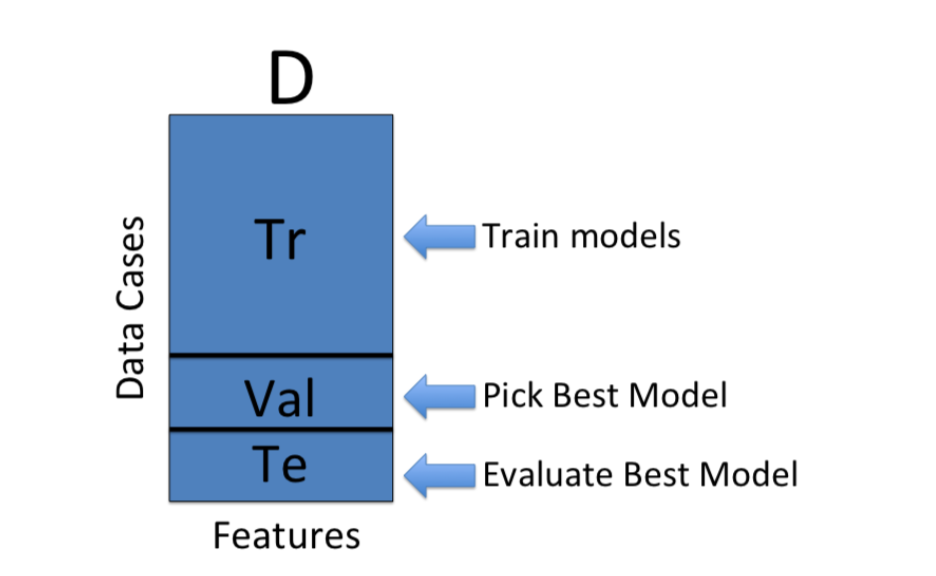 D
Data Cases
Tr
Train models
Val
Pick Best Model
Te
Evaluate Best Model
Features